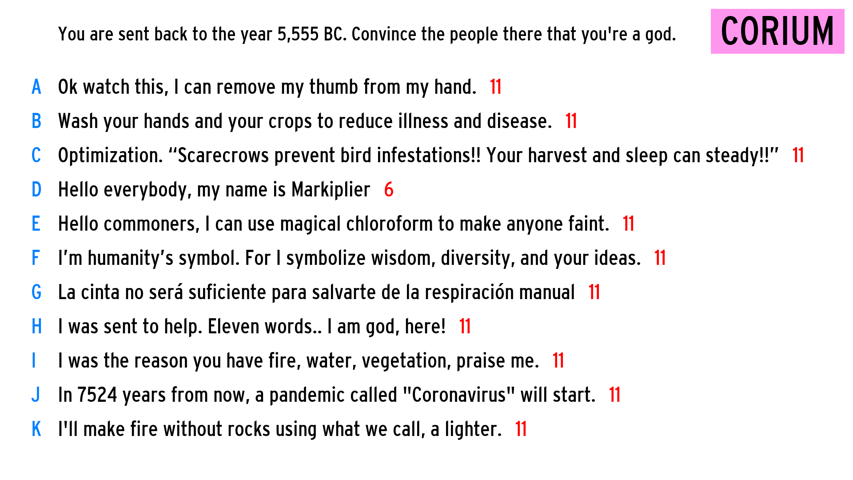 You are sent back to the year 5,555 BC. Convince the people there that you're a god.
CORIUM
A Ok watch this, I can remove my thumb from my hand. 11
B Wash your hands and your crops to reduce illness and disease. 11
C Optimization. “Scarecrows prevent bird infestations!! Your harvest and sleep can steady!!” 11
D Hello everybody, my name is Markiplier 6
E Hello commoners, I can use magical chloroform to make anyone faint. 11
F I’m humanity’s symbol. For I symbolize wisdom, diversity, and your ideas. 11
G La cinta no será suficiente para salvarte de la respiración manual 11
H I was sent to help. Eleven words.. I am god, here! 11
I I was the reason you have fire, water, vegetation, praise me. 11
J In 7524 years from now, a pandemic called "Coronavirus" will start. 11
K I'll make fire without rocks using what we call, a lighter. 11